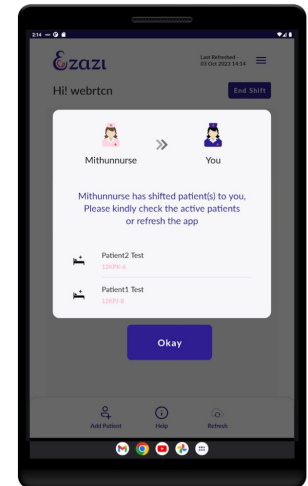 2:14
Ezazi
Last Refreshed -
03 Oct 2023 14:14
Hi! webrtcn
End Shift
Mithunnurse
You
Mithunnurse has shifted patient(s) to you,
Please kindly check the active patients
or refresh the app
Patient2 Test
Patient1 Test
Okay
Add Patient
Help
Refresh